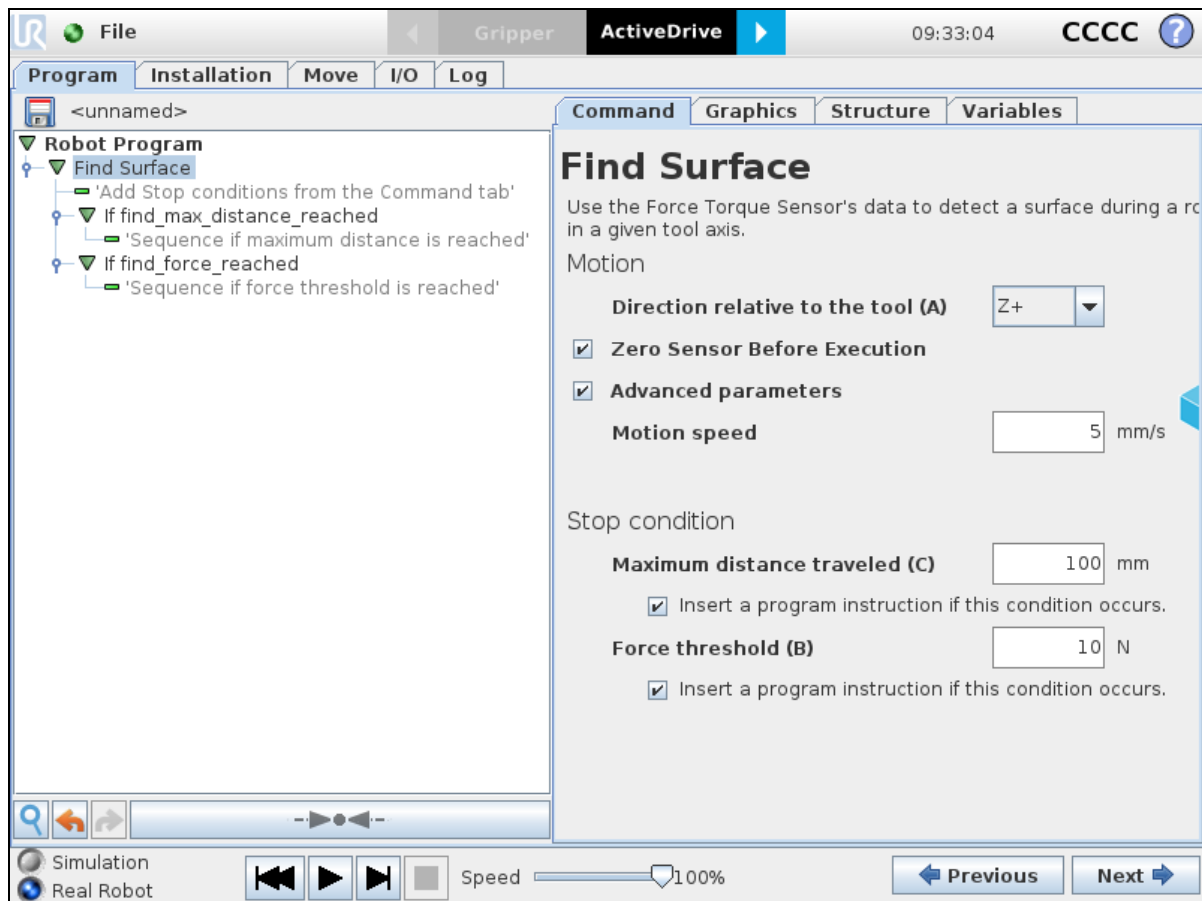 UR File Gripper ActiveDrive 09:33:04 CCCC ?
Program Installation Move I/O Log
<unnamed>
Command Graphics Structure Variables
Robot Program
Find Surface
'Add Stop conditions from the Command tab'
If find_max_distance_reached
'Sequence if maximum distance is reached'
If find_force_reached
'Sequence if force threshold is reached'
Find Surface
Use the Force Torque Sensor's data to detect a surface during a ro
in a given tool axis.
Motion
Direction relative to the tool (A) Z+
Zero Sensor Before Execution
Advanced parameters
Motion speed 5 mm/s
Stop condition
Maximum distance traveled (C) 100 mm
Insert a program instruction if this condition occurs.
Force threshold (B) 10 N
Insert a program instruction if this condition occurs.
Simulation
Real Robot
Speed 100%
Previous Next